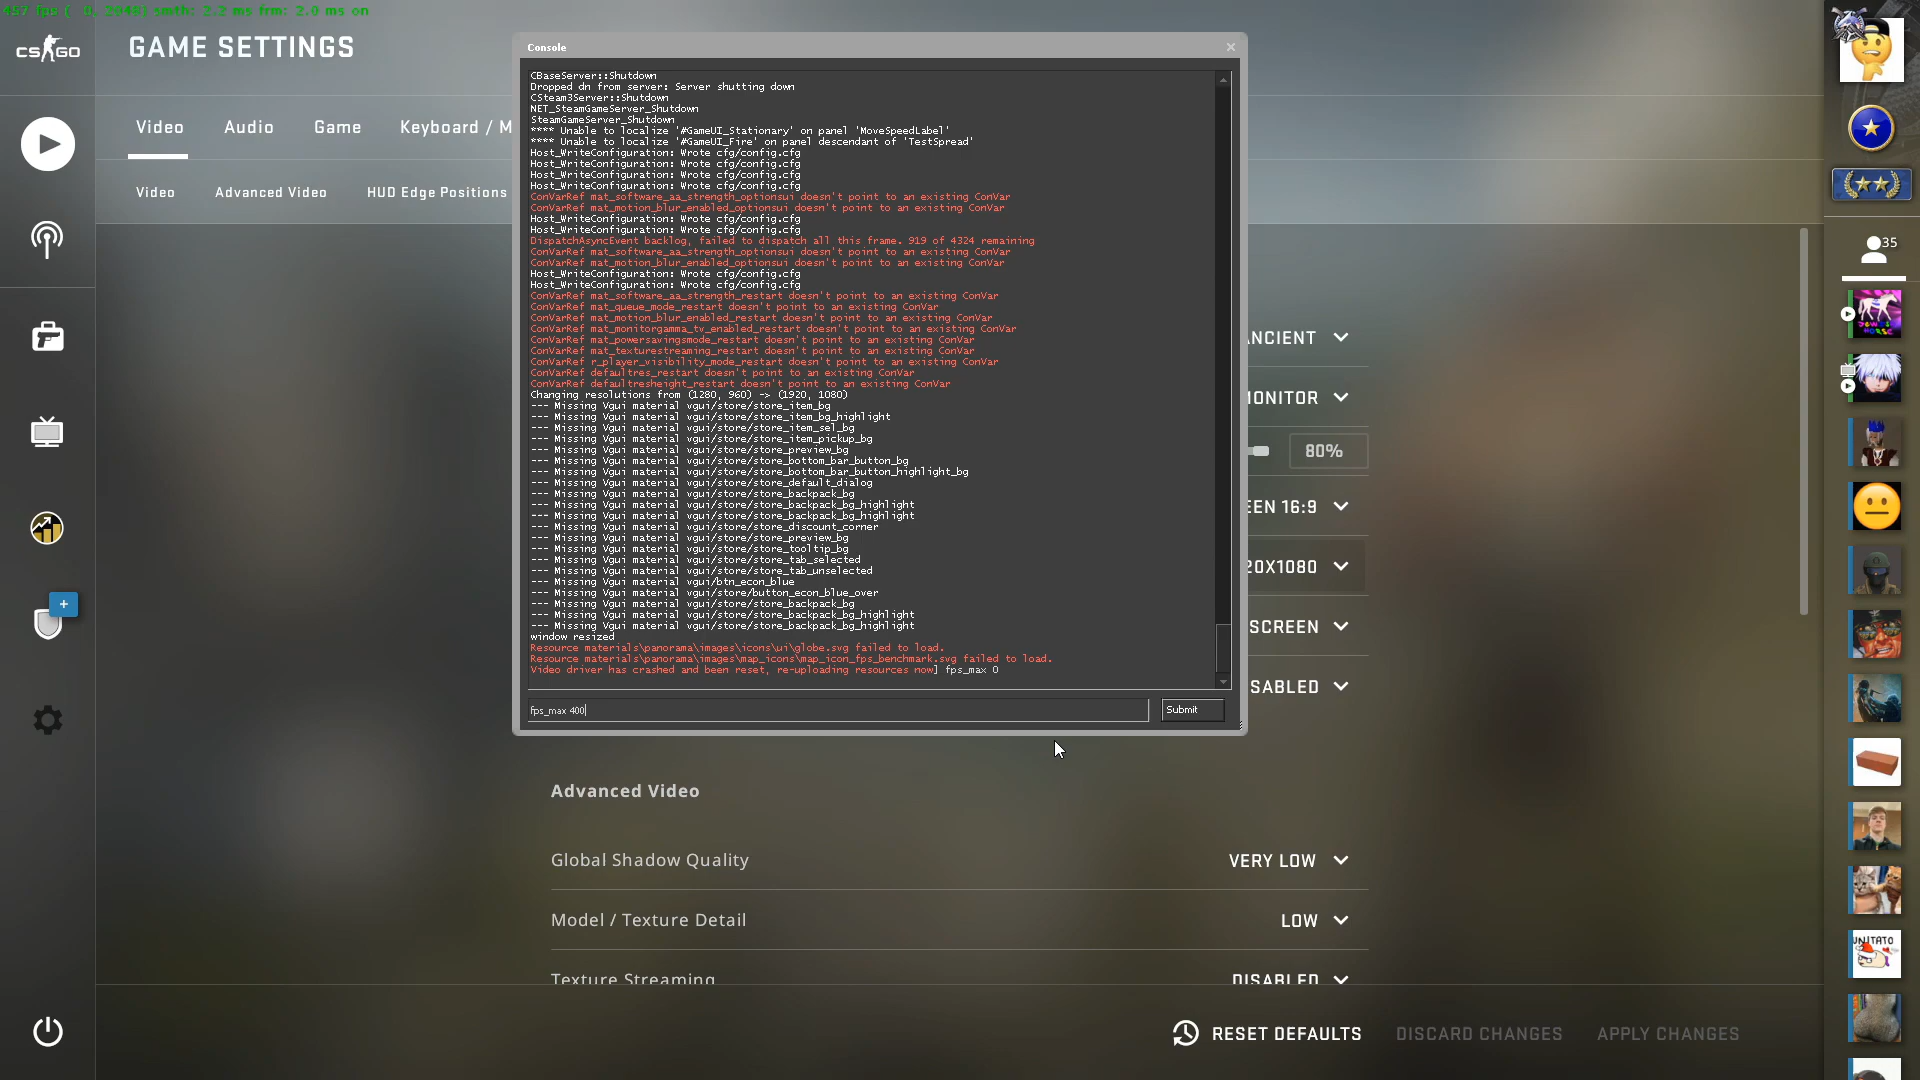 457 fps ( 0, 2048) smth: 2.2 ms frm: 2.0 ms on
CS GO
GAME SETTINGS
Video
Audio
Game
Keyboard / M
Video
Advanced Video
HUD Edge Positions
Console
CBaseServer::Shutdown
Dropped dn from server: Server shutting down
CSteam3Server::Shutdown
NET_SteamGameServer_Shutdown
SteamGameServer_Shutdown
**** Unable to localize '#GameUI_Stationary' on panel 'MoveSpeedLabel'
**** Unable to localize '#GameUI_Fire' on panel descendant of 'TestSpread'
Host_WriteConfiguration: Wrote cfg/config.cfg
Host_WriteConfiguration: Wrote cfg/config.cfg
Host_WriteConfiguration: Wrote cfg/config.cfg
Host_WriteConfiguration: Wrote cfg/config.cfg
ConVarRef mat_software_aa_strength_optionsui doesn't point to an existing ConVar
ConVarRef mat_motion_blur_enabled_optionsui doesn't point to an existing ConVar
Host_WriteConfiguration: Wrote cfg/config.cfg
Host_WriteConfiguration: Wrote cfg/config.cfg
DispatchAsyncEvent backlog, failed to dispatch all this frame. 919 of 4324 remaining
ConVarRef mat_software_aa_strength_optionsui doesn't point to an existing ConVar
ConVarRef mat_motion_blur_enabled_optionsui doesn't point to an existing ConVar
Host_WriteConfiguration: Wrote cfg/config.cfg
Host_WriteConfiguration: Wrote cfg/config.cfg
ConVarRef mat_software_aa_strength_restart doesn't point to an existing ConVar
ConVarRef mat_queue_mode_restart doesn't point to an existing ConVar
ConVarRef mat_motion_blur_enabled_restart doesn't point to an existing ConVar
ConVarRef mat_monitorgamma_tv_enabled_restart doesn't point to an existing ConVar
ConVarRef mat_powersavingsmode_restart doesn't point to an existing ConVar
ConVarRef mat_texturestreaming_restart doesn't point to an existing ConVar
ConVarRef r_player_visibility_mode_restart doesn't point to an existing ConVar
ConVarRef defaultres_restart doesn't point to an existing ConVar
ConVarRef defaultresheight_restart doesn't point to an existing ConVar
Changing resolutions from (1280, 960) -> (1920, 1080)
--- Missing Vgui material vgui/store/store_item_bg
--- Missing Vgui material vgui/store/store_item_bg_highlight
--- Missing Vgui material vgui/store/store_item_sel_bg
--- Missing Vgui material vgui/store/store_item_pickup_bg
--- Missing Vgui material vgui/store/store_preview_bg
--- Missing Vgui material vgui/store/store_bottom_bar_button_bg
--- Missing Vgui material vgui/store/store_bottom_bar_button_highlight_bg
--- Missing Vgui material vgui/store/store_default_dialog
--- Missing Vgui material vgui/store/store_backpack_bg
--- Missing Vgui material vgui/store/store_backpack_bg_highlight
--- Missing Vgui material vgui/store/store_backpack_bg_highlight
--- Missing Vgui material vgui/store/store_discount_corner
--- Missing Vgui material vgui/store/store_preview_bg
--- Missing Vgui material vgui/store/store_tooltip_bg
--- Missing Vgui material vgui/store/store_tab_selected
--- Missing Vgui material vgui/store/store_tab_unselected
--- Missing Vgui material vgui/btn_econ_blue
--- Missing Vgui material vgui/store/button_econ_blue_over
--- Missing Vgui material vgui/store/store_backpack_bg
--- Missing Vgui material vgui/store/store_backpack_bg_highlight
--- Missing Vgui material vgui/store/store_backpack_bg_highlight
window resized
Resource materials\panorama\images\icons\ui\globe.svg failed to load.
Resource materials\panorama\images\map_icons\map_icon_fps_benchmark.svg failed to load.
Video driver has crashed and been reset, re-uploading resources now] fps_max 0
fps_max 400
Submit
ANCIENT
MONITOR
80%
EEN 16:9
20X1080
SCREEN
SABLED
Advanced Video
Global Shadow Quality
VERY LOW
Model / Texture Detail
LOW
Texture Streaming
DISABLED
RESET DEFAULTS
DISCARD CHANGES
APPLY CHANGES
35
HORSE
UNITATO